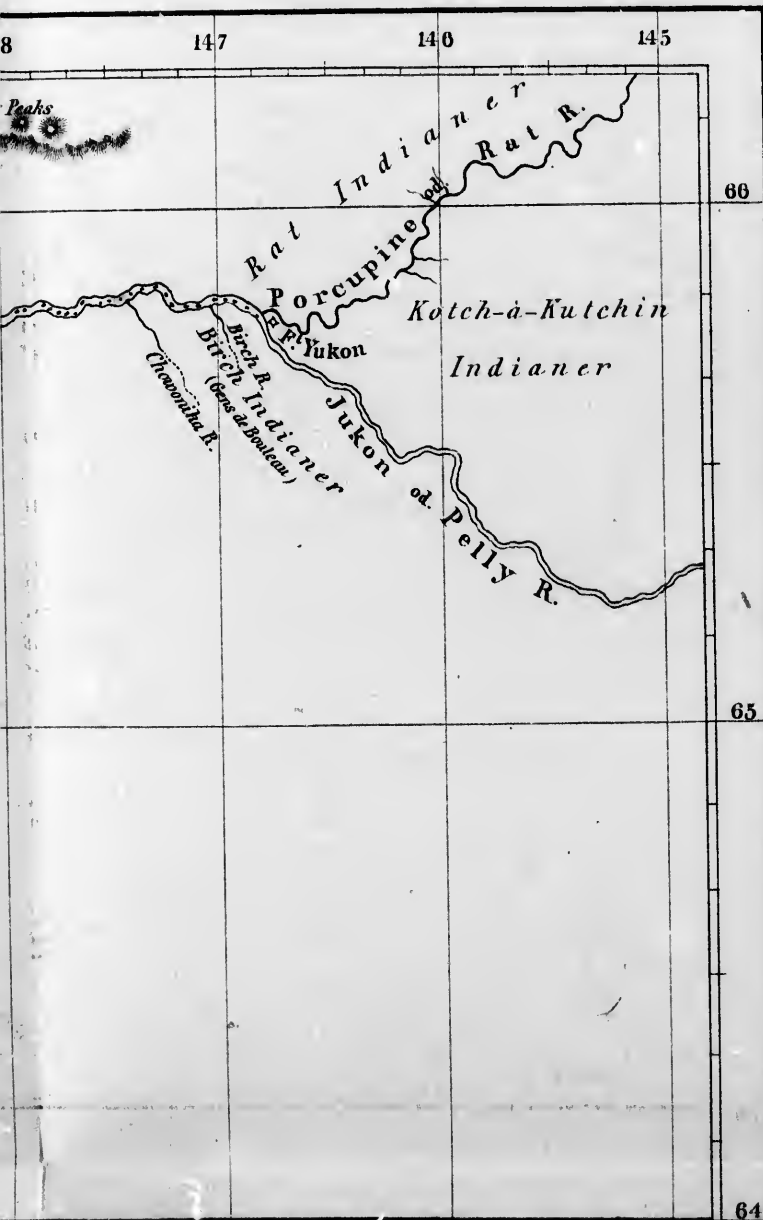 8
147
146
145
Peaks
Rat Indianer
Porcupine od. Rat R.
66
Kotch-à-Kutchin
Indianer
F. Yukon
Birch R.
Birch Indianer
(Gens de Bouleau)
Chowoniha R.
Jukon od. Pelly R.
65
64